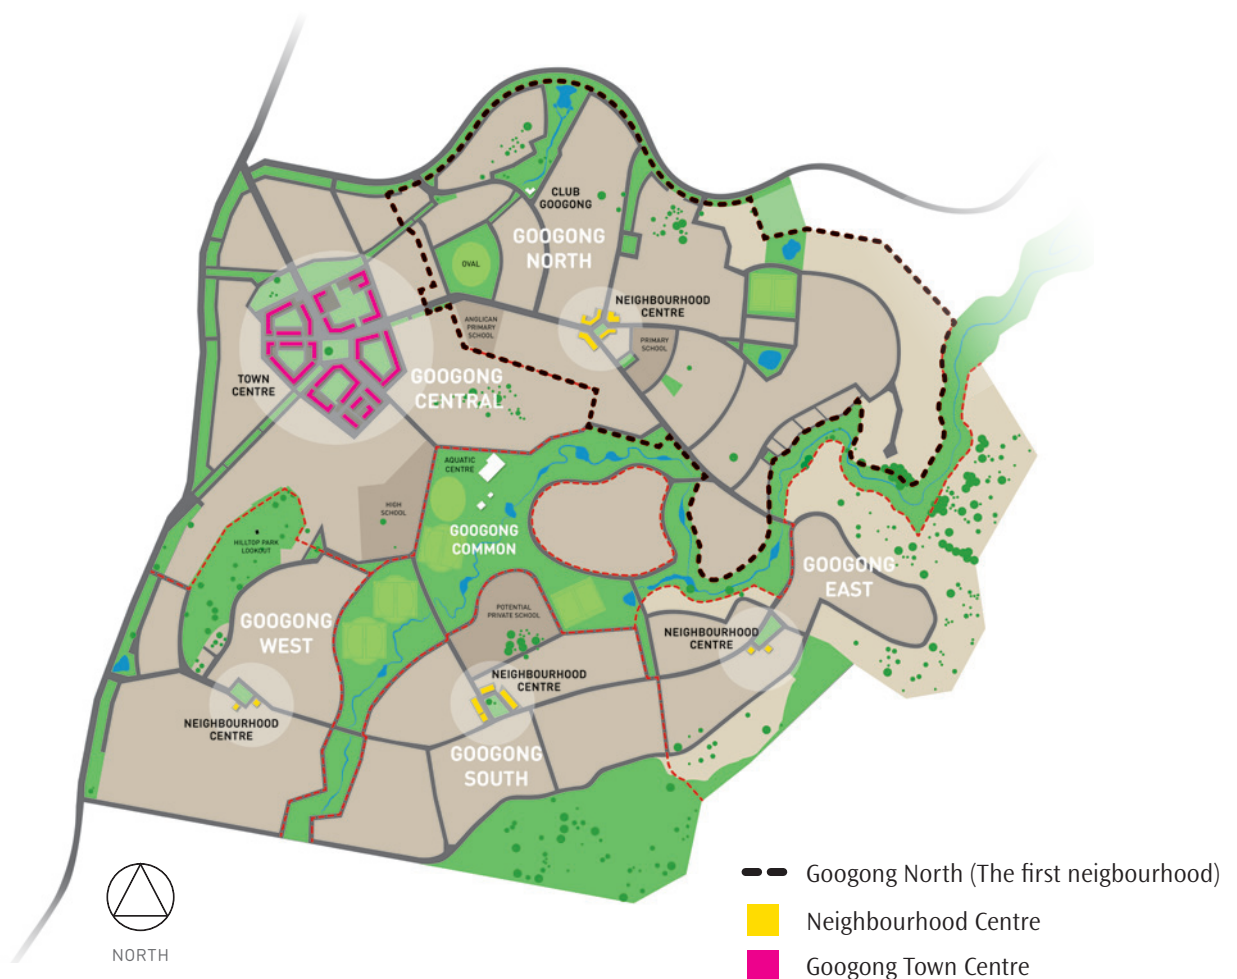 CLUB
GOOGONG
GOOGONG
NORTH
OVAL
NEIGHBOURHOOD
CENTRE
ANGLICAN
PRIMARY
SCHOOL
PRIMARY
SCHOOL
TOWN
CENTRE
GOOGONG
CENTRAL
AQUATIC
CENTRE
HIGH
SCHOOL
GOOGONG
COMMON
HILLTOP PARK
LOOKOUT
GOOGONG
EAST
GOOGONG
WEST
POTENTIAL
PRIVATE SCHOOL
NEIGHBOURHOOD
CENTRE
NEIGHBOURHOOD
CENTRE
NEIGHBOURHOOD
CENTRE
GOOGONG
SOUTH
NORTH
Googong North (The first neigbourhood)
Neighbourhood Centre
Googong Town Centre